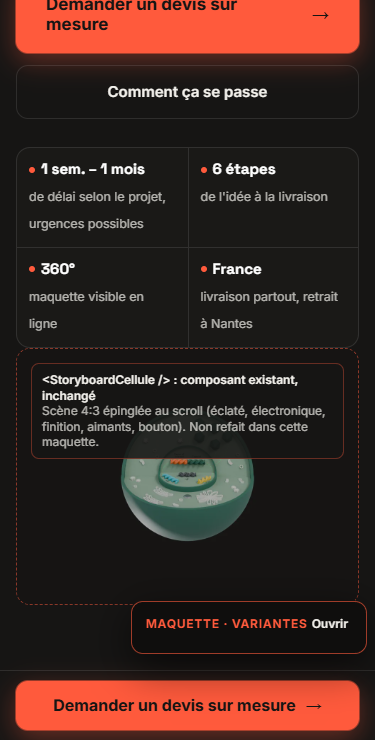 Demander un devis sur
mesure →
Comment ça se passe
1 sem. – 1 mois
de délai selon le projet,
urgences possibles
6 étapes
de l'idée à la livraison
360°
maquette visible en
ligne
France
livraison partout, retrait
à Nantes
<StoryboardCellule /> : composant existant,
inchangé
Scène 4:3 épinglée au scroll (éclaté, électronique,
finition, aimants, bouton). Non refait dans cette
maquette.
MAQUETTE · VARIANTES Ouvrir
Demander un devis sur mesure →